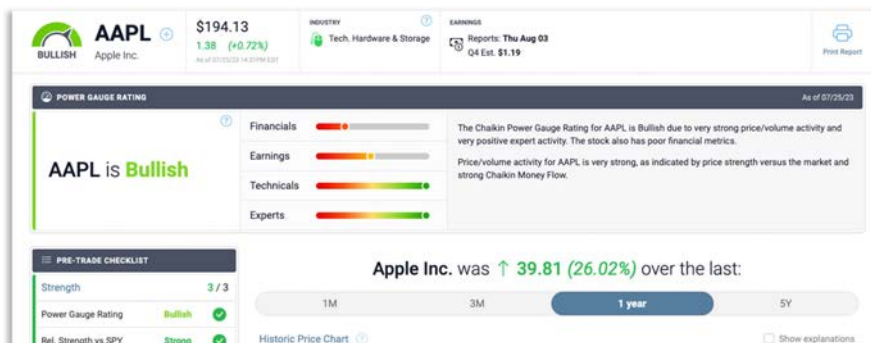 BULLISH
AAPL
Apple Inc.
$194.13
1.38 (+0.72%)
As of 07/25/23 14:31PM EDT
INDUSTRY
Tech. Hardware & Storage
EARNINGS
Reports: Thu Aug 03
Q4 Est. $1.19
Print Report
POWER GAUGE RATING
As of 07/25/23
AAPL is Bullish
Financials
Earnings
Technicals
Experts
The Chaikin Power Gauge Rating for AAPL is Bullish due to very strong price/volume activity and
very positive expert activity. The stock also has poor financial metrics.
Price/volume activity for AAPL is very strong, as indicated by price strength versus the market and
strong Chaikin Money Flow.
PRE-TRADE CHECKLIST
Strength 3 / 3
Power Gauge Rating Bullish
Rel. Strength vs SPY Strong
Apple Inc. was ↑ 39.81 (26.02%) over the last:
1M 3M 1 year 5Y
Historic Price Chart
Show explanations